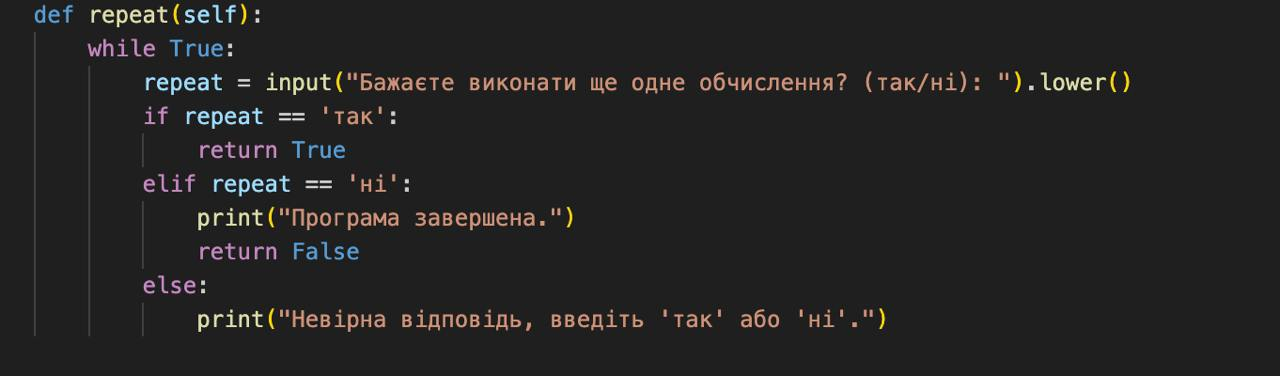 def repeat(self):
while True:
repeat = input("Бажаєте виконати ще одне обчислення? (так/ні): ").lower()
if repeat == 'так':
return True
elif repeat == 'ні':
print("Програма завершена.")
return False
else:
print("Невірна відповідь, введіть 'так' або 'ні'.")